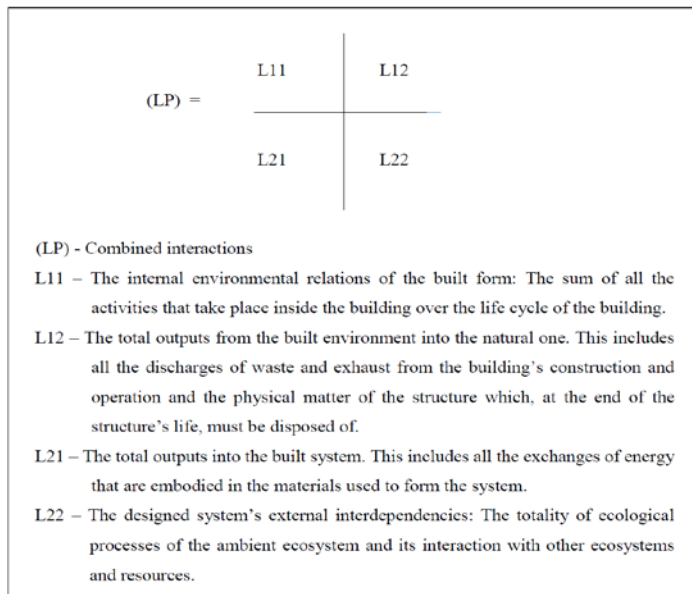 L11 L12
(LP) =
L21 L22
(LP) - Combined interactions
L11 – The internal environmental relations of the built form: The sum of all the
activities that take place inside the building over the life cycle of the building.
L12 – The total outputs from the built environment into the natural one. This includes
all the discharges of waste and exhaust from the building's construction and
operation and the physical matter of the structure which, at the end of the
structure's life, must be disposed of.
L21 – The total outputs into the built system. This includes all the exchanges of energy
that are embodied in the materials used to form the system.
L22 – The designed system's external interdependencies: The totality of ecological
processes of the ambient ecosystem and its interaction with other ecosystems
and resources.